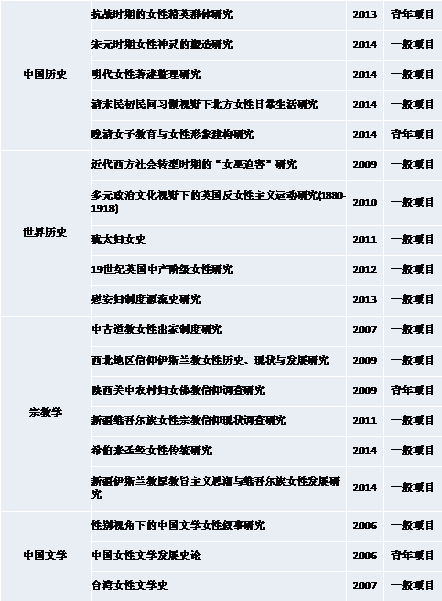 抗战时期的女性精英群体研究 2013 青年项目
宋元时期女性神灵的塑造研究 2014 一般项目
中国历史 明代女性著述整理研究 2014 一般项目
清末民初民间习俗视野下北方女性日常生活研究 2014 一般项目
晚清女子教育与女性形象建构研究 2014 青年项目
近代西方社会转型时期的“女巫迫害”研究 2009 一般项目
多元政治文化视野下的英国反女性主义运动研究(1880-
1918) 2010 一般项目
世界历史 犹太妇女史 2011 一般项目
19世纪英国中产阶级女性研究 2012 一般项目
慰安妇制度源流史研究 2013 一般项目
中古道教女性出家制度研究 2007 一般项目
西北地区信仰伊斯兰教女性历史、现状与发展研究 2009 一般项目
陕西关中农村妇女佛教信仰调查研究 2009 青年项目
宗教学 新疆维吾尔族女性宗教信仰现状调查研究 2011 一般项目
希伯来圣经女性传统研究 2014 一般项目
新疆伊斯兰教原教旨主义思潮与维吾尔族女性发展研
究 2014 一般项目
性别视角下的中国文学女性叙事研究 2006 一般项目
中国文学 中国女性文学发展史论 2006 青年项目
台湾女性文学史 2007 一般项目